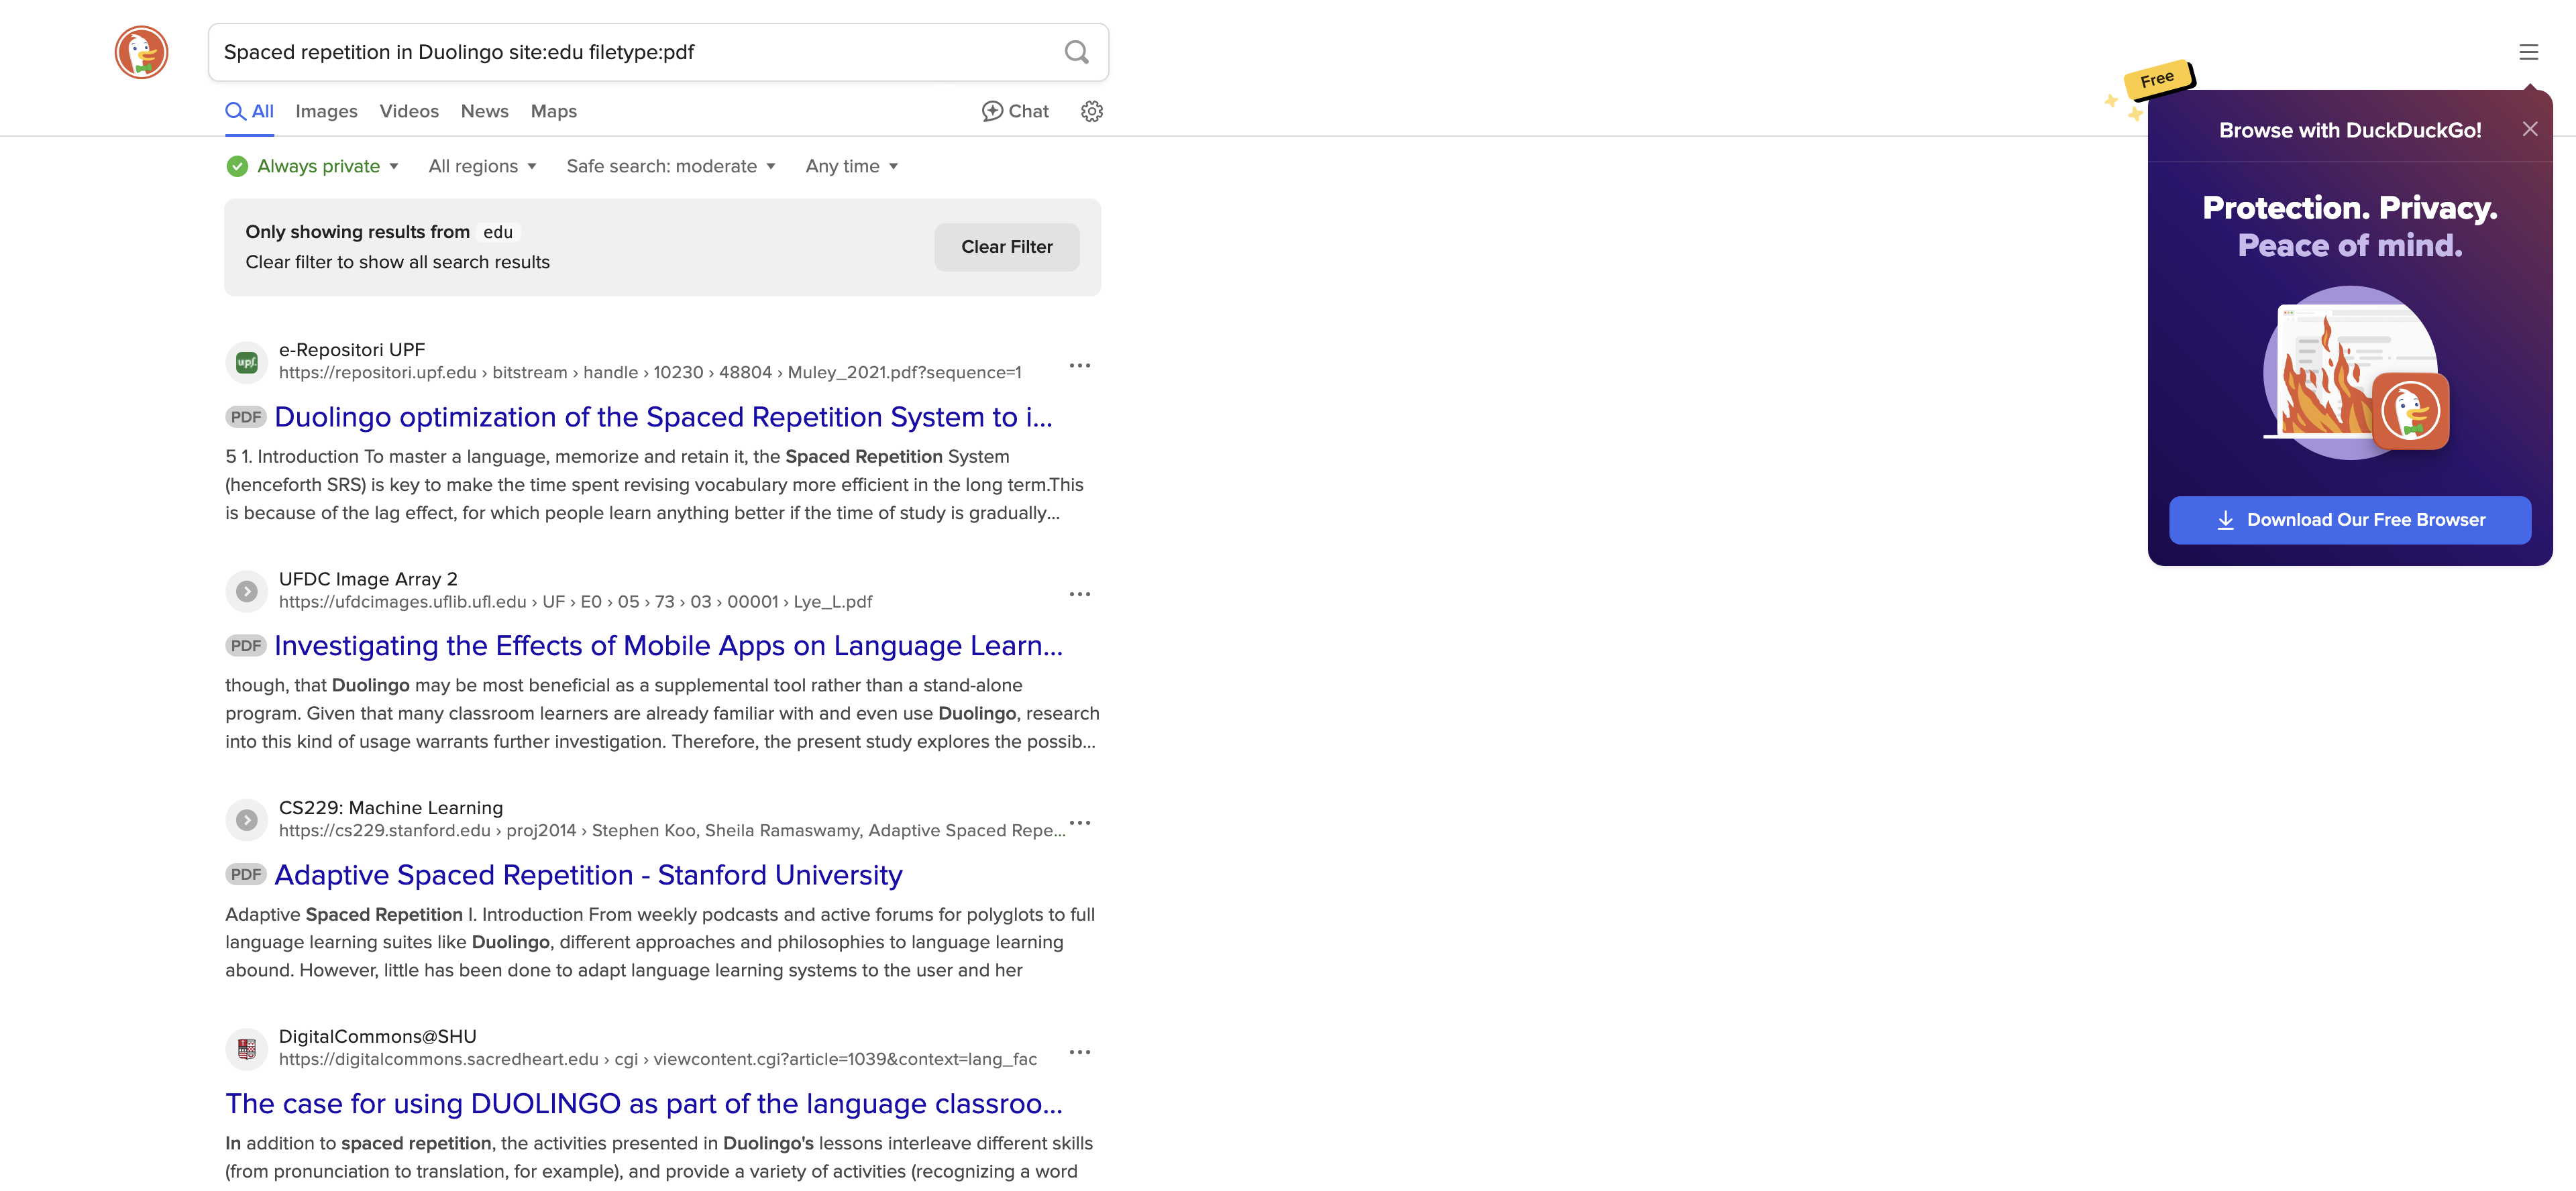 Spaced repetition in Duolingo site:edu filetype:pdf
All Images Videos News Maps Chat
Always private All regions Safe search: moderate Any time
Only showing results from edu
Clear filter to show all search results
Clear Filter
e-Repositori UPF
https://repositori.upf.edu › bitstream › handle › 10230 › 48804 › Muley_2021.pdf?sequence=1
upf.
PDF Duolingo optimization of the Spaced Repetition System to i...
5 1. Introduction To master a language, memorize and retain it, the Spaced Repetition System
(henceforth SRS) is key to make the time spent revising vocabulary more efficient in the long term.This
is because of the lag effect, for which people learn anything better if the time of study is gradually...
UFDC Image Array 2
https://ufdcimages.uflib.ufl.edu › UF › E0 › 05 › 73 › 03 › 00001 › Lye_L.pdf
PDF Investigating the Effects of Mobile Apps on Language Learn...
though, that Duolingo may be most beneficial as a supplemental tool rather than a stand-alone
program. Given that many classroom learners are already familiar with and even use Duolingo, research
into this kind of usage warrants further investigation. Therefore, the present study explores the possib...
CS229: Machine Learning
https://cs229.stanford.edu › proj2014 › Stephen Koo, Sheila Ramaswamy, Adaptive Spaced Repe...
PDF Adaptive Spaced Repetition - Stanford University
Adaptive Spaced Repetition I. Introduction From weekly podcasts and active forums for polyglots to full
language learning suites like Duolingo, different approaches and philosophies to language learning
abound. However, little has been done to adapt language learning systems to the user and her
DigitalCommons@SHU
https://digitalcommons.sacredheart.edu › cgi › viewcontent.cgi?article=1039&context=lang_fac
The case for using DUOLINGO as part of the language classroo...
In addition to spaced repetition, the activities presented in Duolingo's lessons interleave different skills
(from pronunciation to translation, for example), and provide a variety of activities (recognizing a word
Free
Browse with DuckDuckGo!
Protection. Privacy.
Peace of mind.
Download Our Free Browser